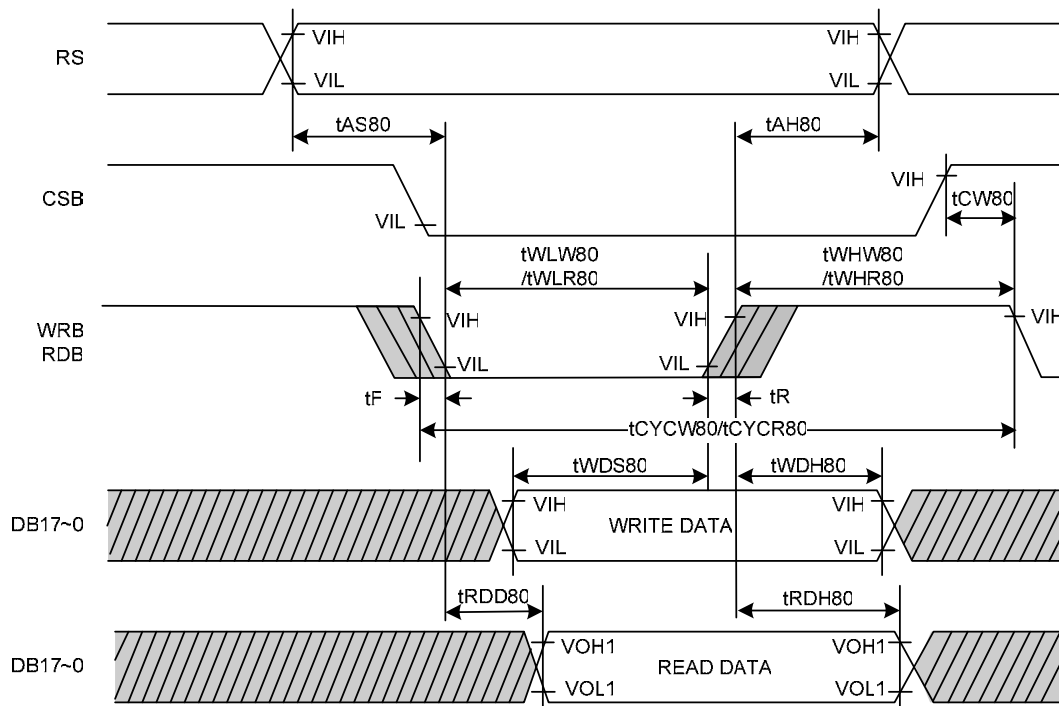 RS
VIH
VIH
VIL
VIL
tAS80
tAH80
CSB
VIH
VIL
tCW80
tWLW80
/tWLR80
tWHW80
/tWHR80
WRB
RDB
VIH
VIH
VIH
VIL
VIL
tF
tR
tCYCW80/tCYCR80
tWDS80
tWDH80
DB17~0
VIH
WRITE DATA
VIH
VIL
VIL
tRDD80
tRDH80
DB17~0
VOH1
READ DATA
VOH1
VOL1
VOL1